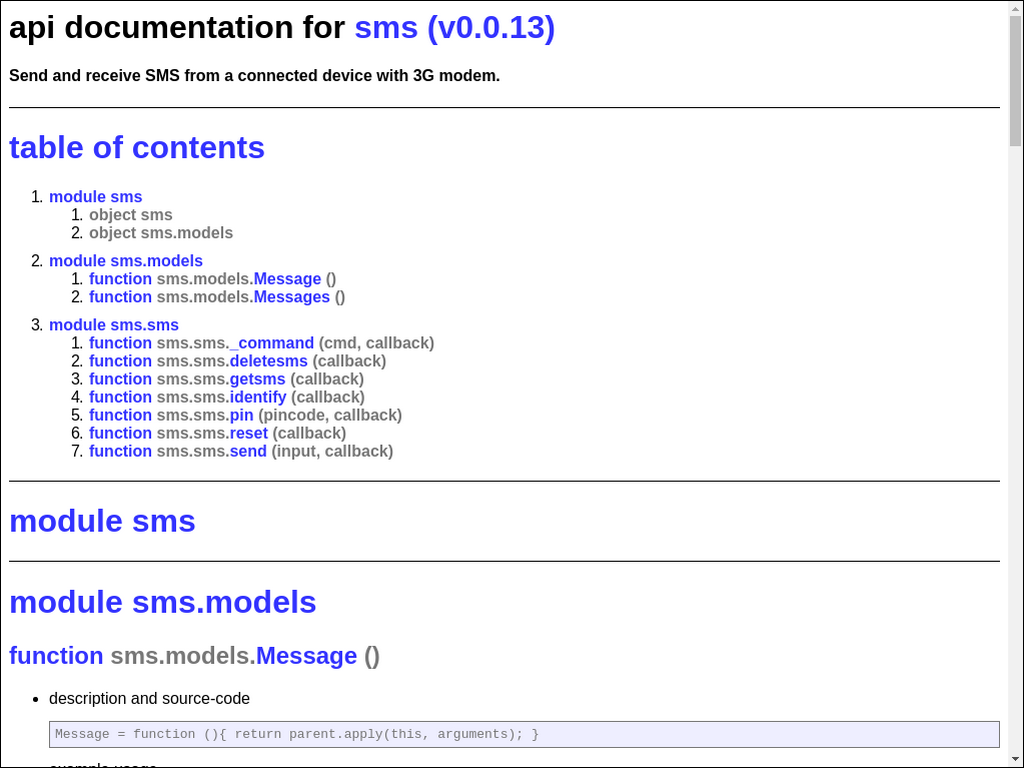 api documentation for sms (v0.0.13)
Send and receive SMS from a connected device with 3G modem.
table of contents
1. module sms
1. object sms
2. object sms.models
2. module sms.models
1. function sms.models.Message ()
2. function sms.models.Messages ()
3. module sms.sms
1. function sms.sms._command (cmd, callback)
2. function sms.sms.deletesms (callback)
3. function sms.sms.getsms (callback)
4. function sms.sms.identify (callback)
5. function sms.sms.pin (pincode, callback)
6. function sms.sms.reset (callback)
7. function sms.sms.send (input, callback)
module sms
module sms.models
function sms.models.Message ()
• description and source-code
Message = function (){ return parent.apply(this, arguments); }